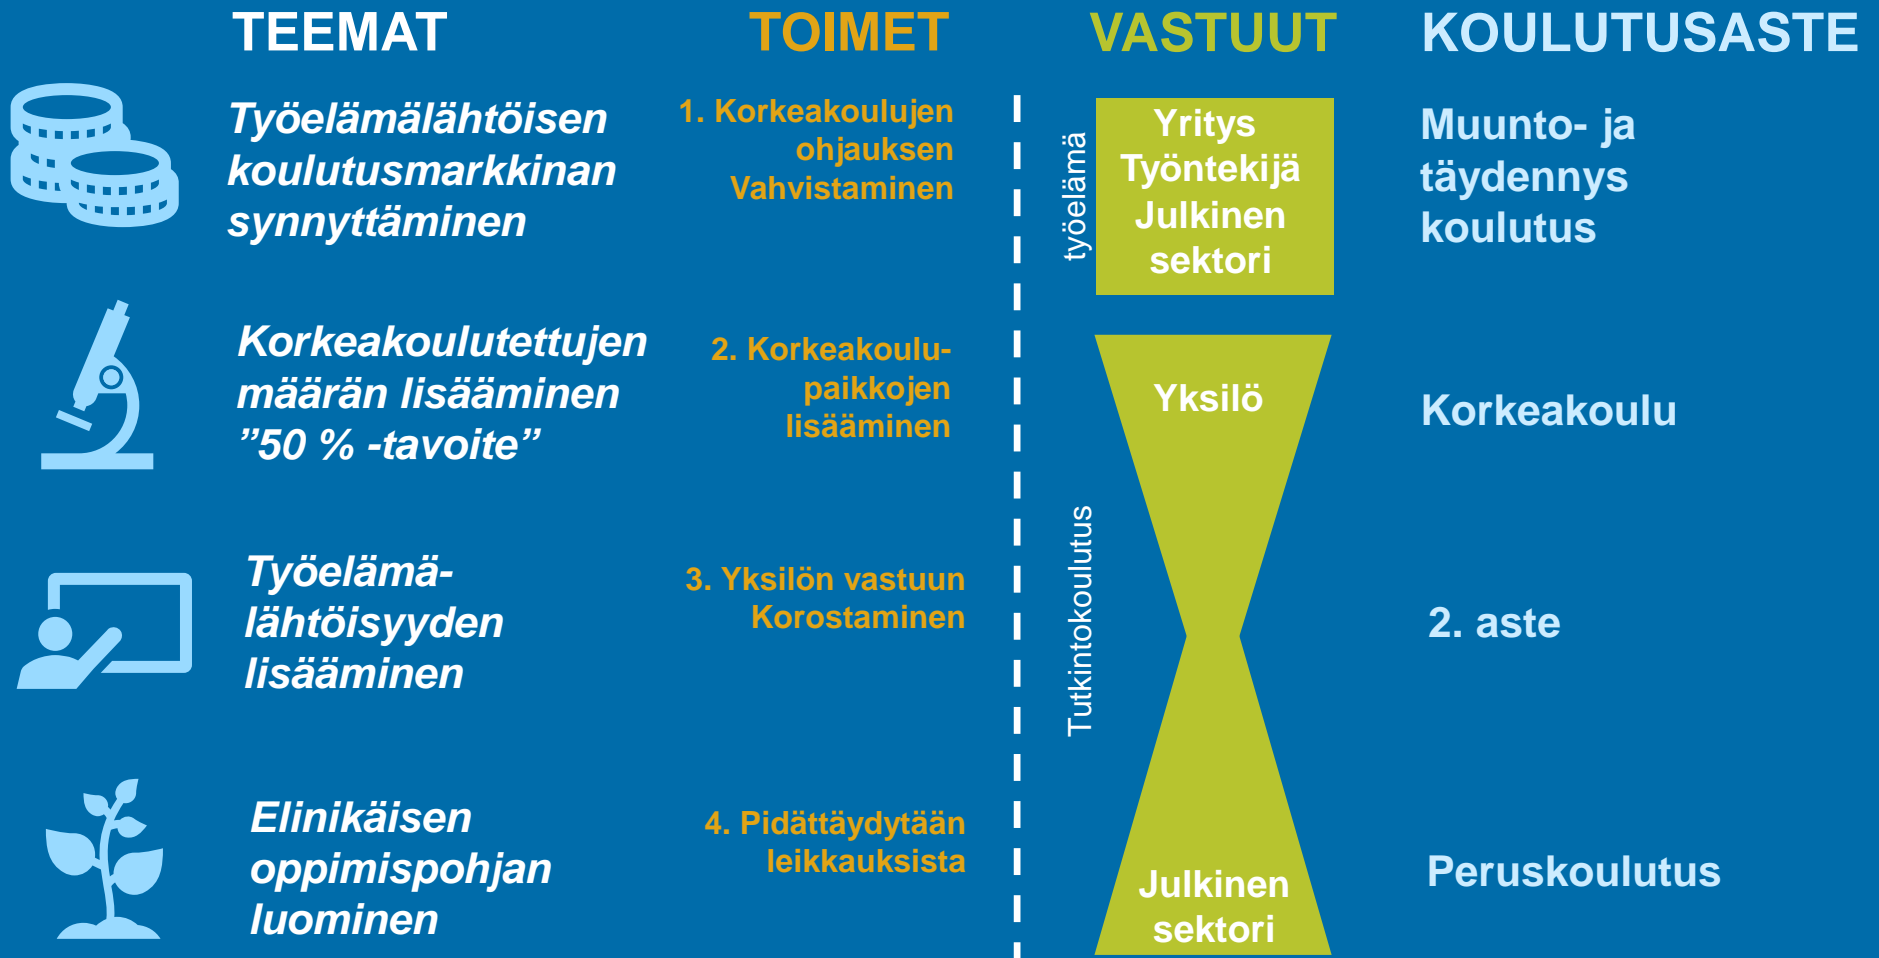 TEEMAT
TOIMET
VASTUUT
KOULUTUSASTE
Työelämälähtöisen
koulutusmarkkinan
synnyttäminen
1. Korkeakoulujen
ohjauksen
Vahvistaminen
työelämä
Yritys
Työntekijä
Julkinen
sektori
Muunto- ja
täydennys
koulutus
Korkeakoulutettujen
määrän lisääminen
”50 % -tavoite”
2. Korkeakoulu-
paikkojen
lisääminen
Yksilö
Korkeakoulu
Työelämä-
lähtöisyyden
lisääminen
3. Yksilön vastuun
Korostaminen
Tutkintokoulutus
2. aste
Elinikäisen
oppimispohjan
luominen
4. Pidättäydytään
leikkauksista
Julkinen
sektori
Peruskoulutus